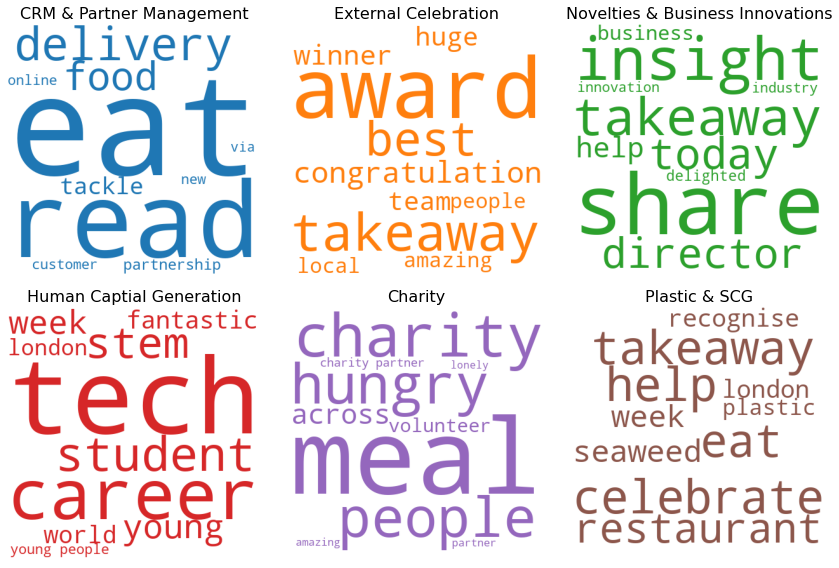 CRM & Partner Management
delivery
online food
eat
via
tackle new
read
customer partnership
External Celebration
huge
winner
award
best
congratulation
team people
takeaway
local amazing
Novelties & Business Innovations
business
insight
innovation industry
takeaway
help today
delighted
share
director
Human Captial Generation
week fantastic
london stem
tech
student
career
world young
young people
Charity
charity
charity partner lonely
hungry
across volunteer
meal
people
amazing partner
Plastic & SCG
recognise
takeaway
help london
week plastic
seaweed eat
celebrate
restaurant